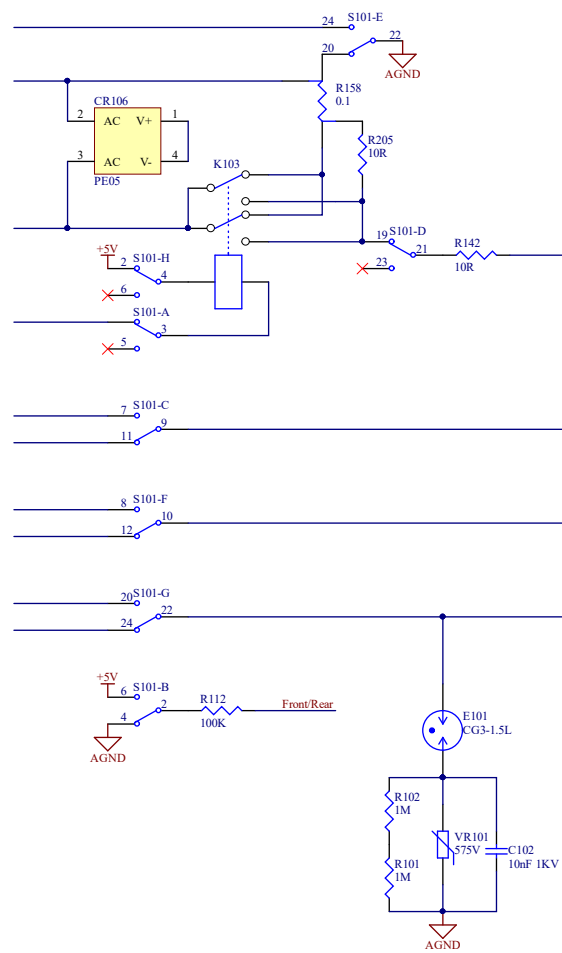 S101-E
24
20
22
AGND
R158
0.1
CR106
2
AC
V+
1
3
AC
V-
4
PE05
R205
10R
K103
S101-D
19
21
23
R142
10R
+5V
S101-H
2
4
6
S101-A
3
5
S101-C
7
9
11
S101-F
8
10
12
S101-G
20
22
24
+5V
S101-B
6
2
4
R112
100K
Front/Rear
AGND
E101
CG3-1.5L
R102
1M
VR101
575V
R101
1M
C102
10nF 1KV
AGND